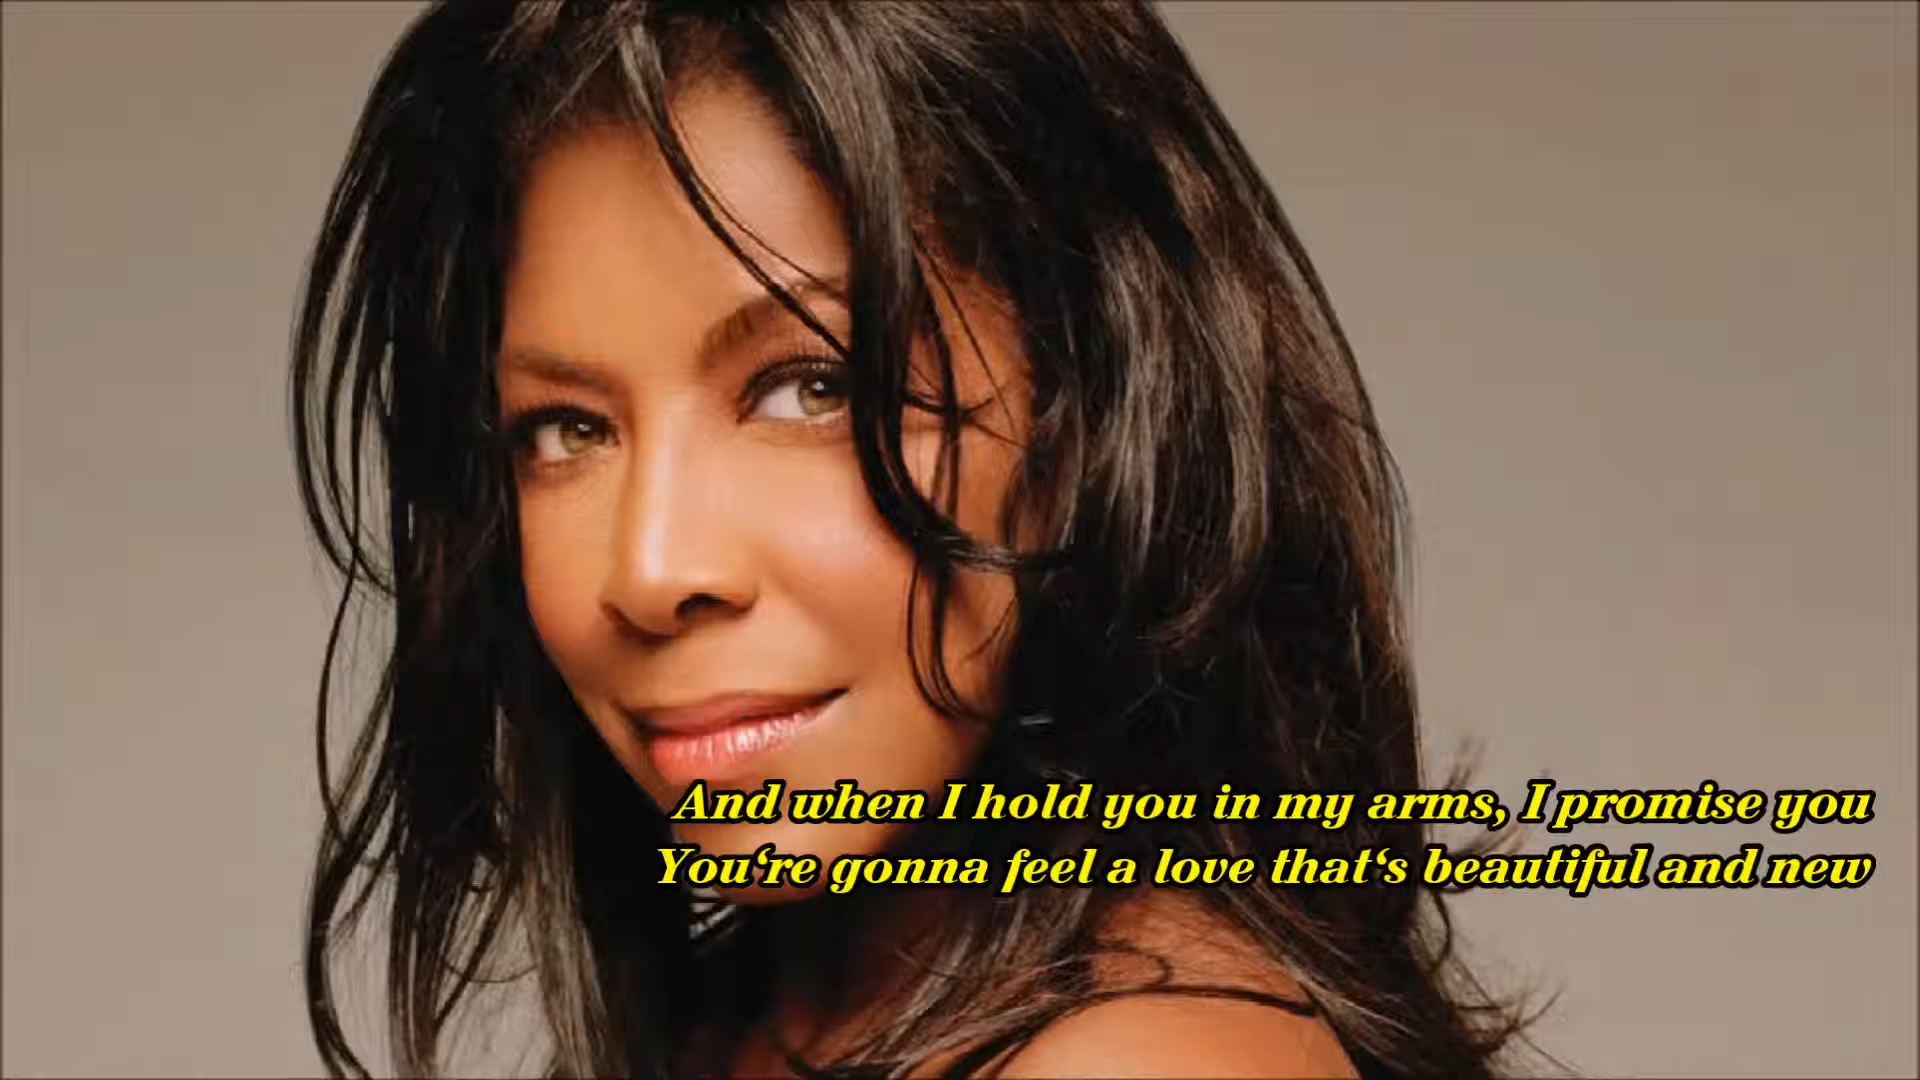 And when I hold you in my arms, I promise you
You‘re gonna feel a love that‘s beautiful and new